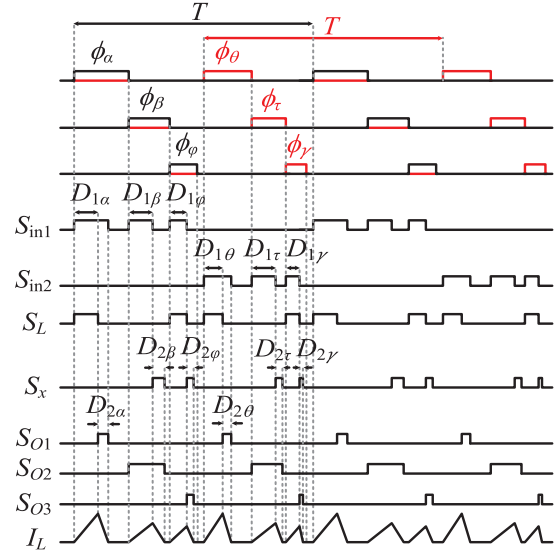 T
T
ϕα
ϕθ
ϕβ
ϕτ
ϕφ
ϕγ
D1α D1β D1φ
Sin1
D1θ D1τ D1γ
Sin2
SL
D2β D2φ D2τ D2γ
Sx
D2α D2θ
SO1
SO2
SO3
IL